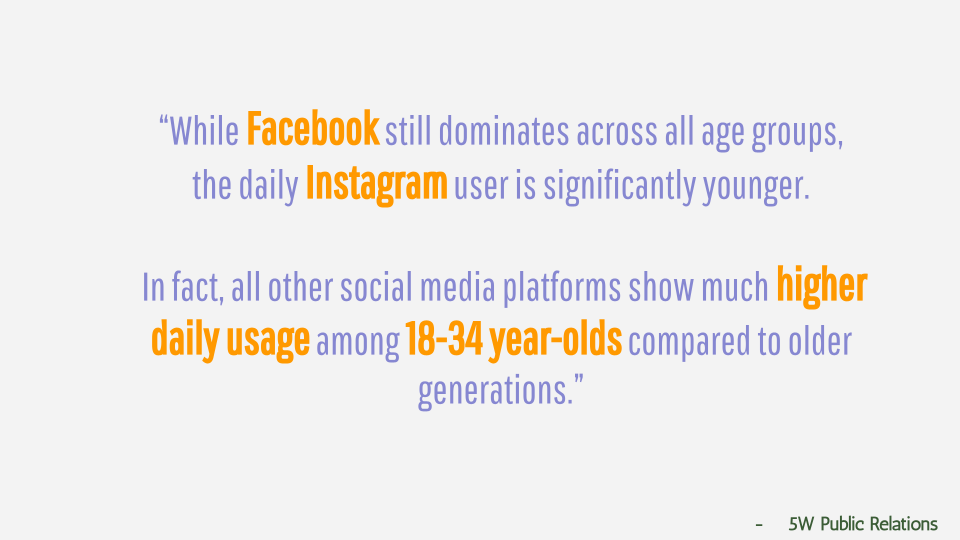 “While Facebook still dominates across all age groups,
the daily Instagram user is significantly younger.
In fact, all other social media platforms show much higher
daily usage among 18-34 year-olds compared to older
generations.”
- 5W Public Relations